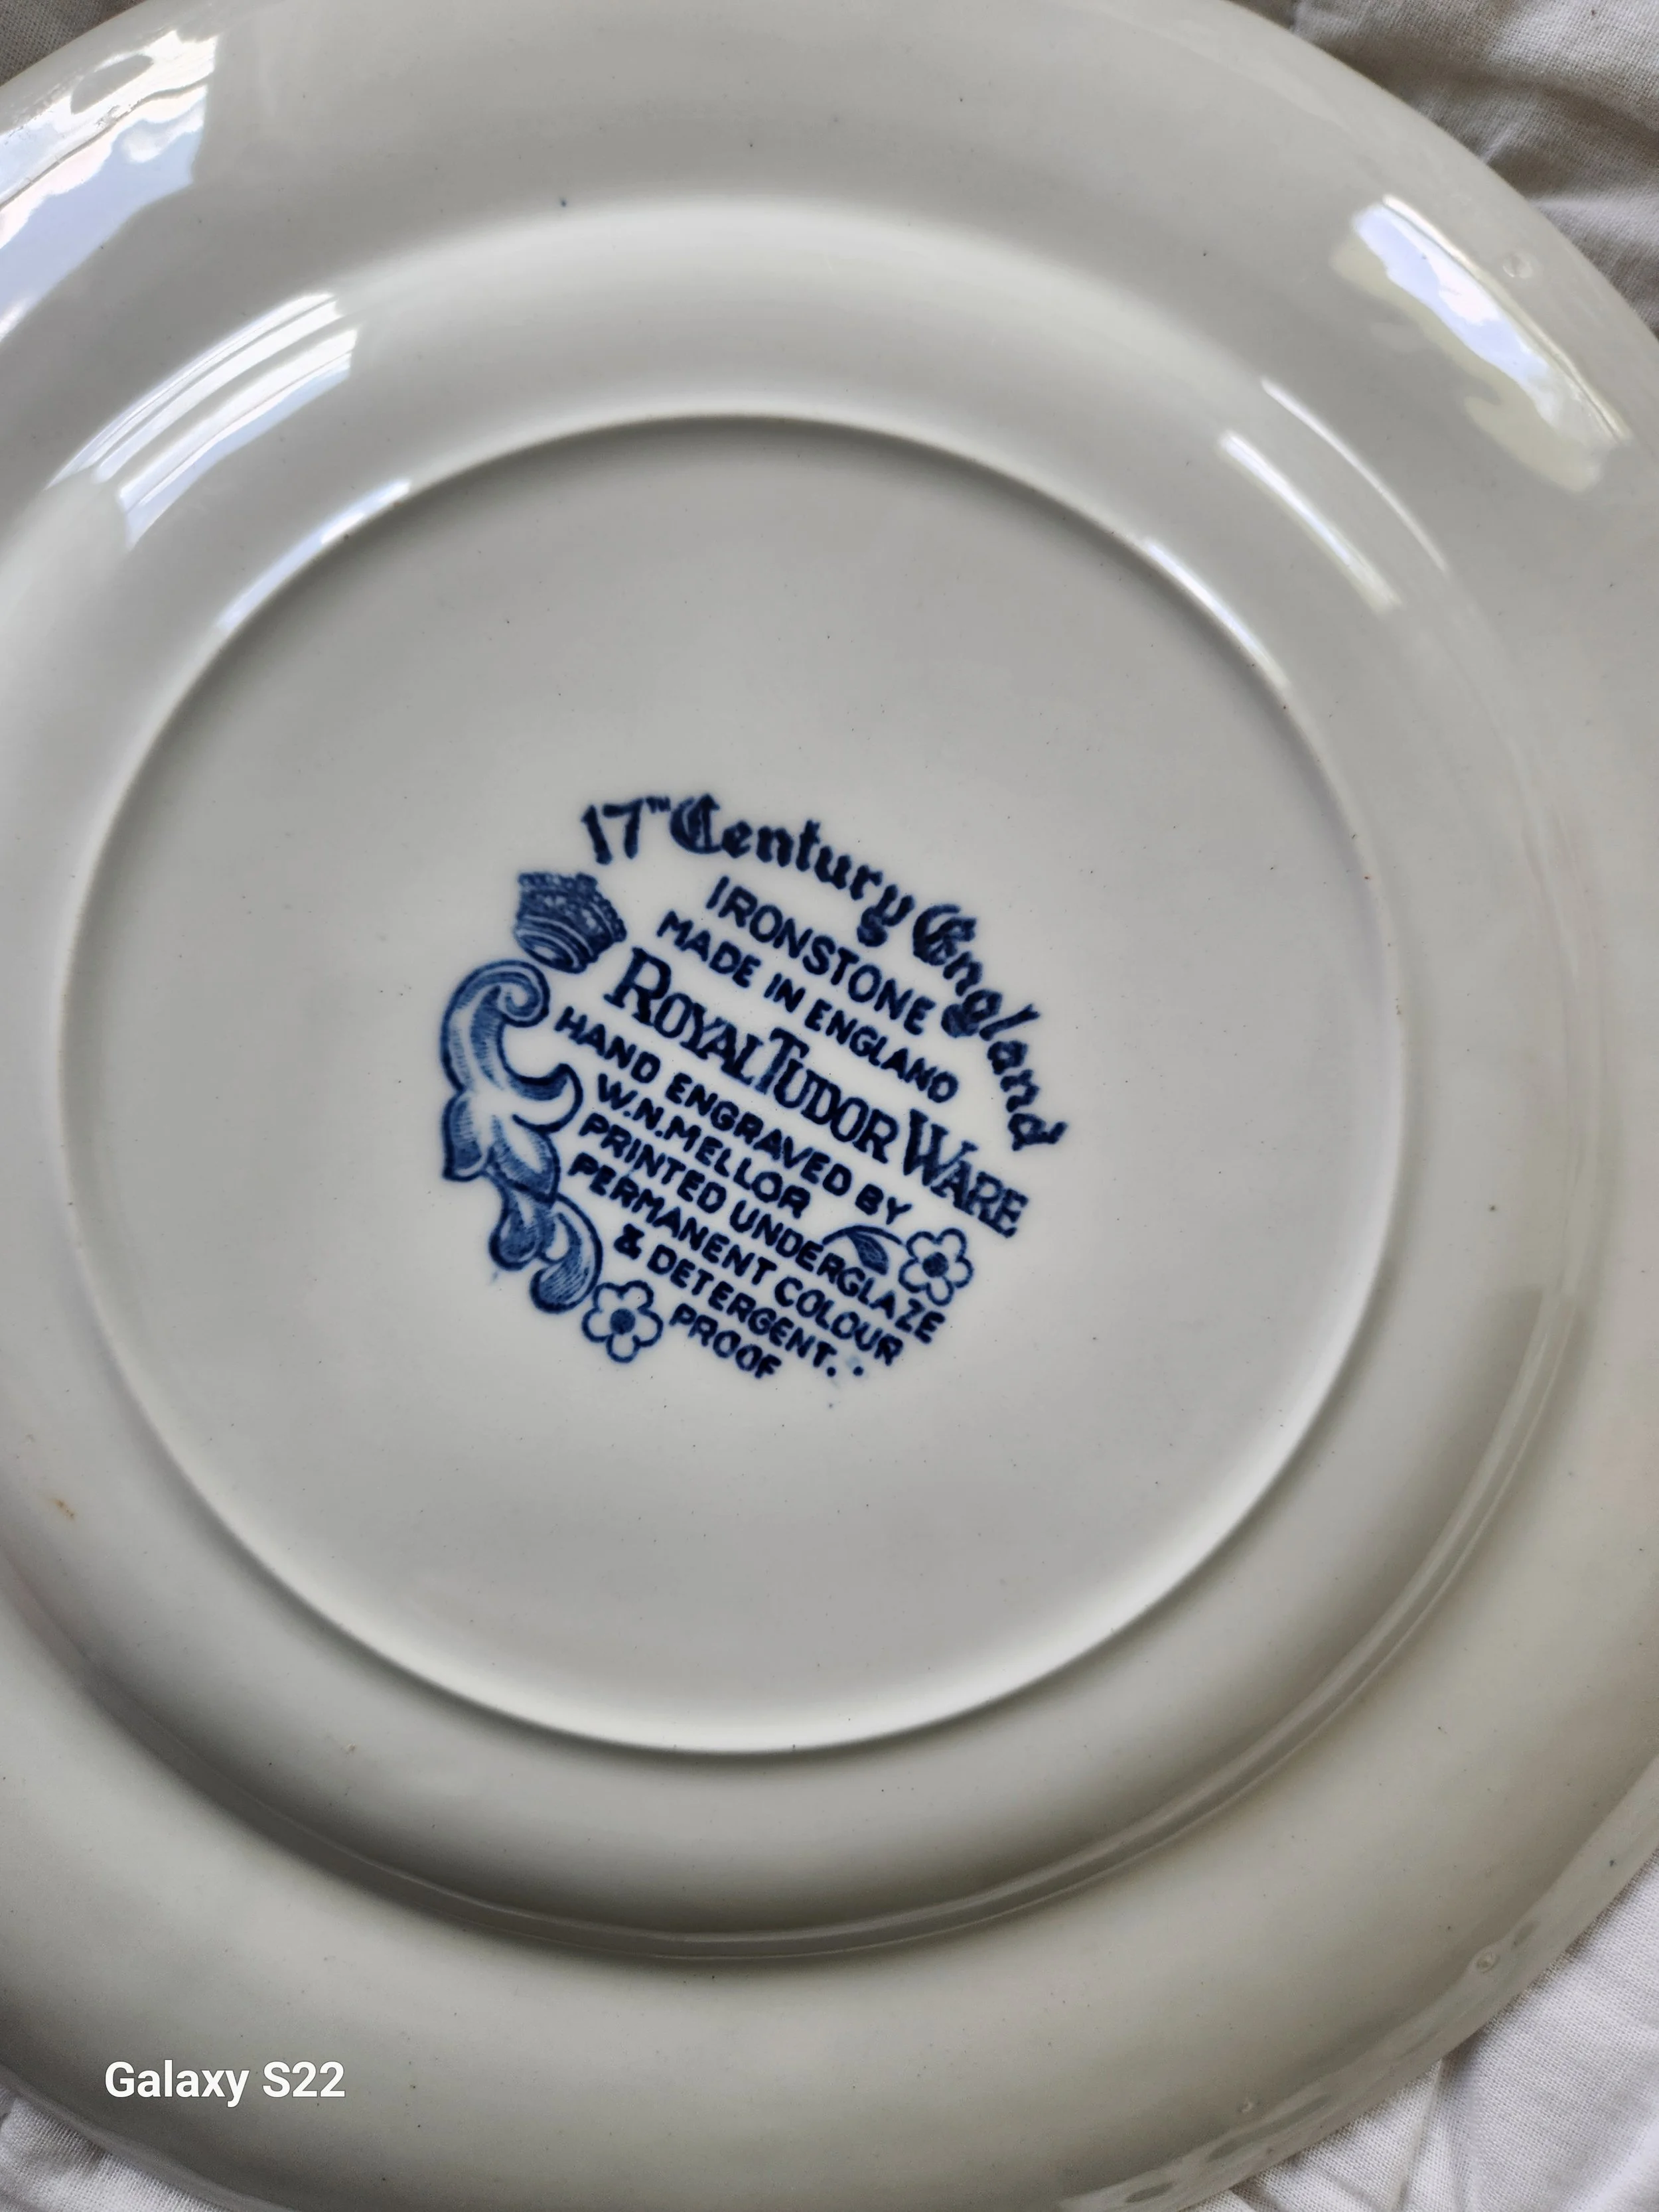 17TH Century England
IRONSTONE
MADE IN ENGLAND
ROYAL TUDOR WARE
HAND ENGRAVED BY
W.N.MELLOR
PRINTED UNDERGLAZE
PERMANENT COLOUR
& DETERGENT.
PROOF
Galaxy S22